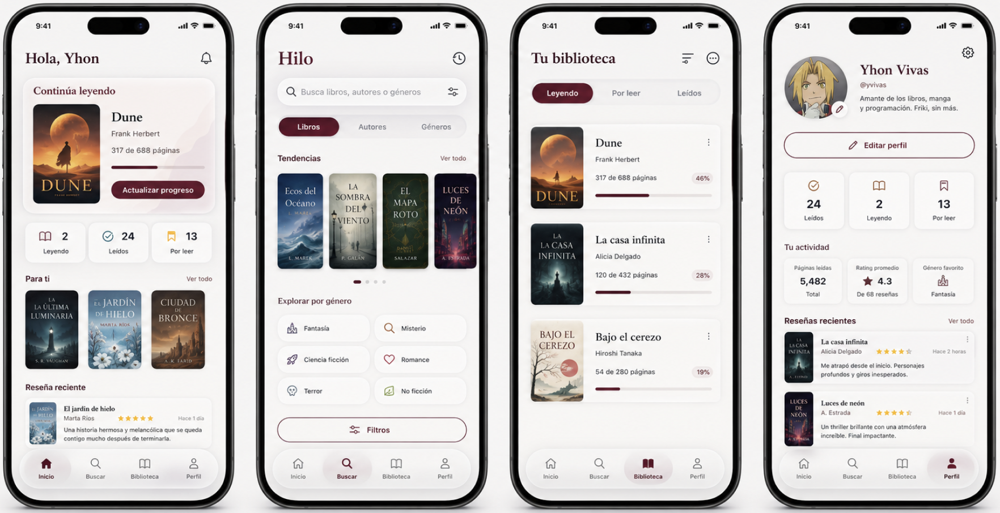 9:41
Hola, Yhon
Continúa leyendo
DUNE
FRANK HERBERT
Dune
Frank Herbert
317 de 688 páginas
Actualizar progreso
2
Leyendo
24
Leídos
13
Por leer
Para ti
Ver todo
LA
LA ÚLTIMA
LUMINARIA
S. R. VAUGHAN
EL JARDÍN
DE HIELO
MARTA RÍOS
CIUDAD
DE
BRONCE
A. K. FARID
Reseña reciente
EL JARDÍN
DE HIELO
El jardín de hielo
Marta Ríos
Hace 1 día
Una historia hermosa y melancólica que se queda
contigo mucho después de terminarla.
Inicio
Buscar
Biblioteca
Perfil
9:41
Hilo
Busca libros, autores o géneros
Libros
Autores
Géneros
Tendencias
Ver todo
Ecos del
Océano
L. MAREK
L. MAREK
LA
SOMBRA
DEL
VIENTO
P. GALÁN
EL
MAPA
ROTO
SALAZAR
LUCES
DE
NEÓN
A. ESTRADA
Explorar por género
Fantasía
Misterio
Ciencia ficción
Romance
Terror
No ficción
Filtros
Inicio
Buscar
Biblioteca
Perfil
9:41
Tu biblioteca
Leyendo
Por leer
Leídos
DUNE
Dune
Frank Herbert
317 de 688 páginas
46%
LA
LA CASA
INFINITA
La casa infinita
Alicia Delgado
120 de 432 páginas
28%
BAJO EL
CEREZO
Bajo el cerezo
Hiroshi Tanaka
54 de 280 páginas
19%
Inicio
Buscar
Biblioteca
Perfil
9:41
Yhon Vivas
@yvivas
Amante de los libros, manga
y programación. Friki, sin más.
Editar perfil
24
Leídos
2
Leyendo
13
Por leer
Tu actividad
Páginas leídas
5,482
Total
Rating promedio
4.3
De 68 reseñas
Género favorito
Fantasía
Reseñas recientes
Ver todo
LA
LA CASA
INFINITA
La casa infinita
Alicia Delgado
Hace 2 horas
Me atrapó desde el inicio. Personajes
profundos y giros inesperados.
LUCES
DE
NEÓN
Luces de neón
A. Estrada
Hace 1 día
Un thriller brillante con una atmósfera
increíble. Final impactante.
Inicio
Buscar
Biblioteca
Perfil